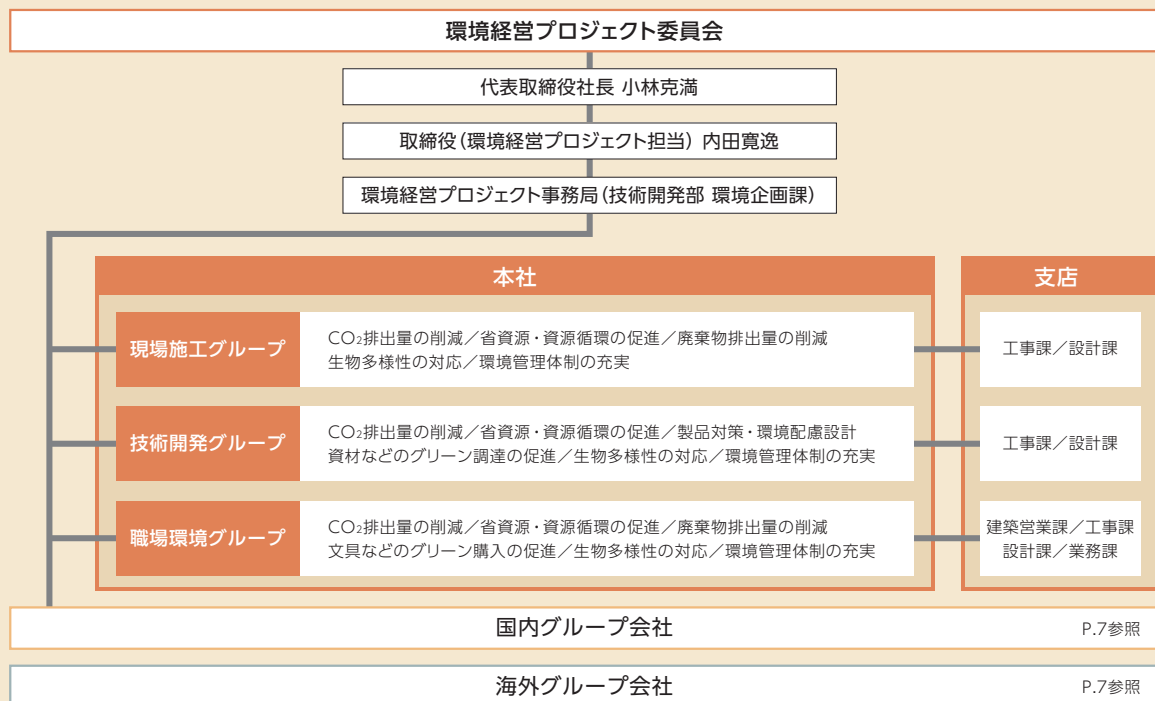 環境経営プロジェクト委員会
代表取締役社長 小林克満
取締役(環境経営プロジェクト担当) 内田寛逸
環境経営プロジェクト事務局(技術開発部 環境企画課)
本社
支店
現場施工グループ
CO₂排出量の削減／省資源・資源循環の促進／廃棄物排出量の削減
生物多様性の対応／環境管理体制の充実
工事課／設計課
技術開発グループ
CO₂排出量の削減／省資源・資源循環の促進／製品対策・環境配慮設計
資材などのグリーン調達の促進／生物多様性の対応／環境管理体制の充実
工事課／設計課
職場環境グループ
CO₂排出量の削減／省資源・資源循環の促進／廃棄物排出量の削減
文具などのグリーン購入の促進／生物多様性の対応／環境管理体制の充実
建築営業課／工事課
設計課／業務課
国内グループ会社
P.7参照
海外グループ会社
P.7参照